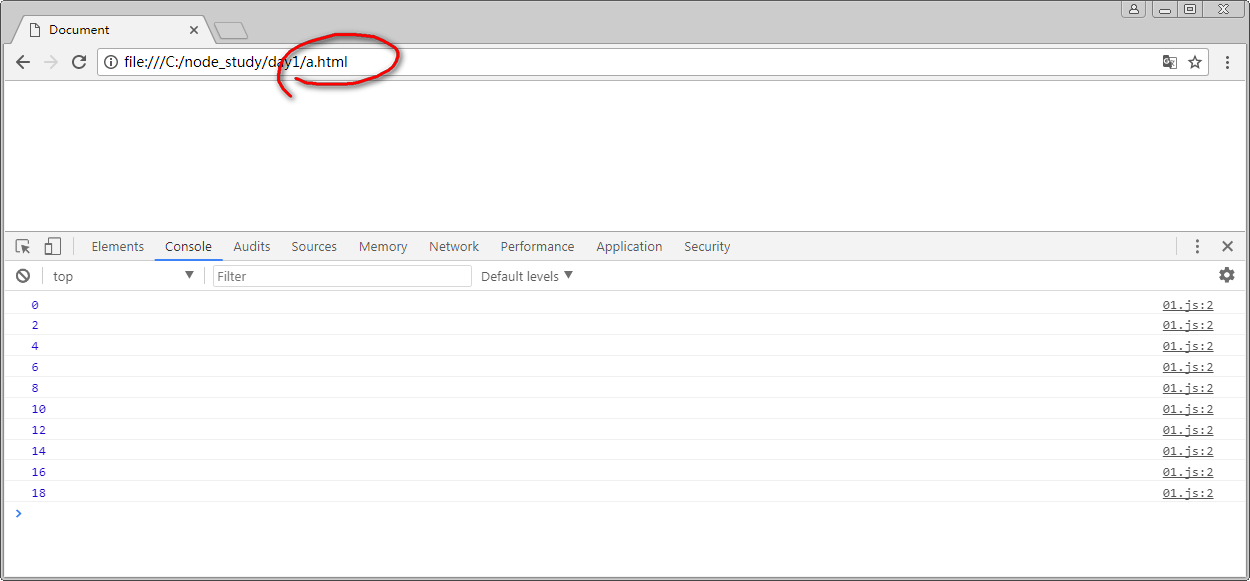 Document
file:///C:/node_study/day1/a.html
Elements Console Audits Sources Memory Network Performance Application Security
top Filter Default levels
0 01.js:2
2 01.js:2
4 01.js:2
6 01.js:2
8 01.js:2
10 01.js:2
12 01.js:2
14 01.js:2
16 01.js:2
18 01.js:2